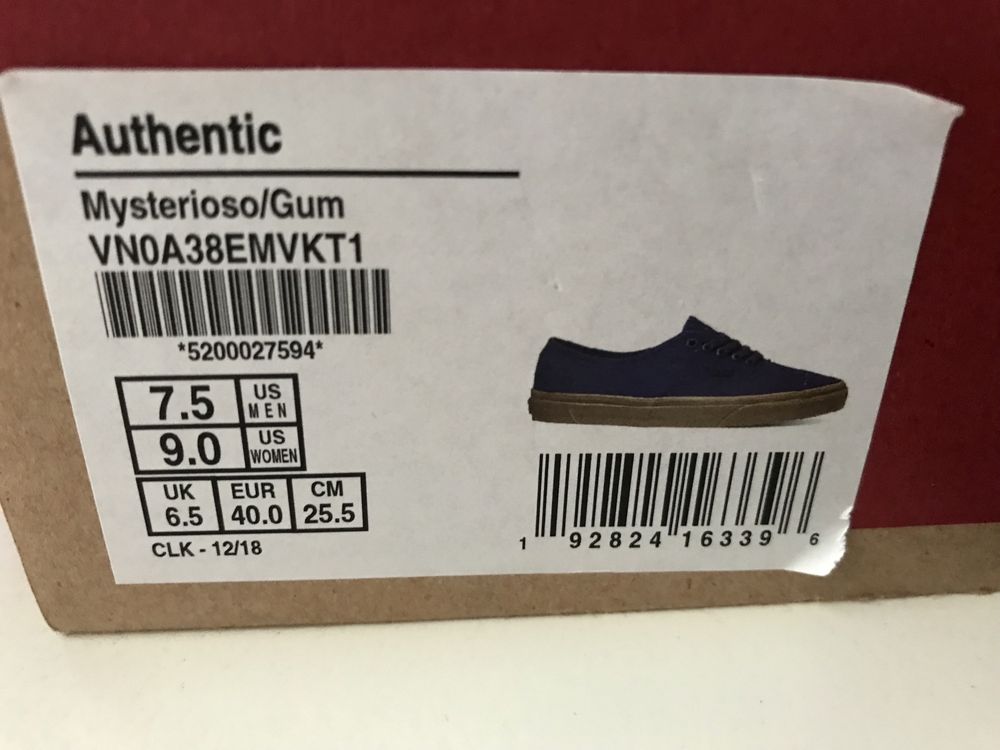 Authentic
Mysterioso/Gum
VN0A38EMVKT1
*5200027594*
7.5 US MEN
9.0 US WOMEN
UK EUR CM
6.5 40.0 25.5
CLK - 12/18
1 92824 16339 6